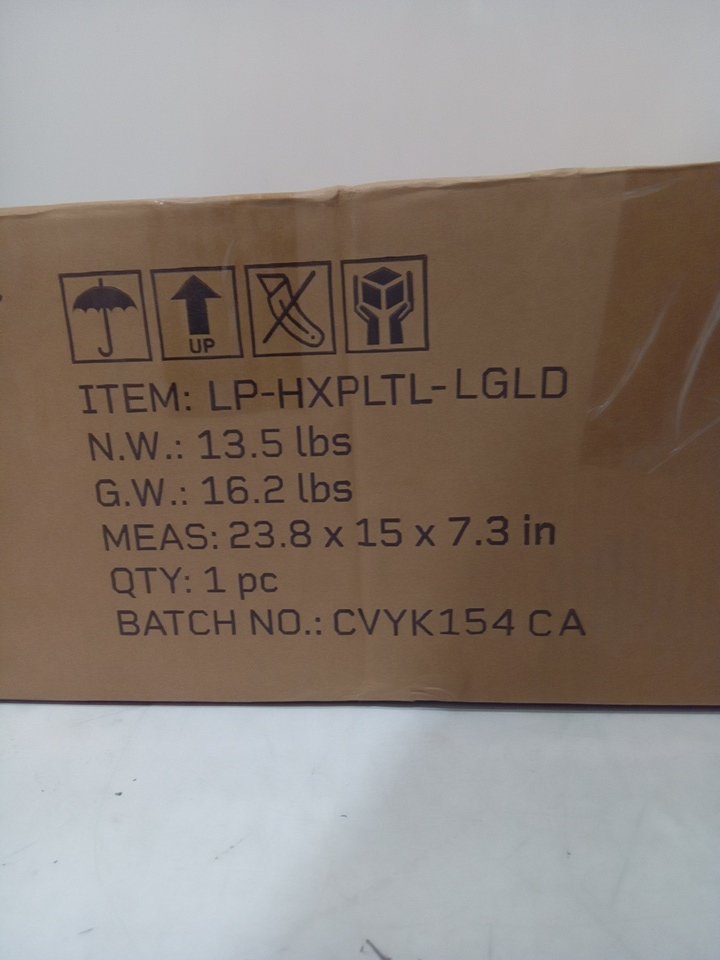 UP
ITEM: LP-HXPLTL-LGLD
N.W.: 13.5 lbs
G.W.: 16.2 lbs
MEAS: 23.8 x 15 x 7.3 in
QTY: 1 pc
BATCH NO.: CVYK154 CA